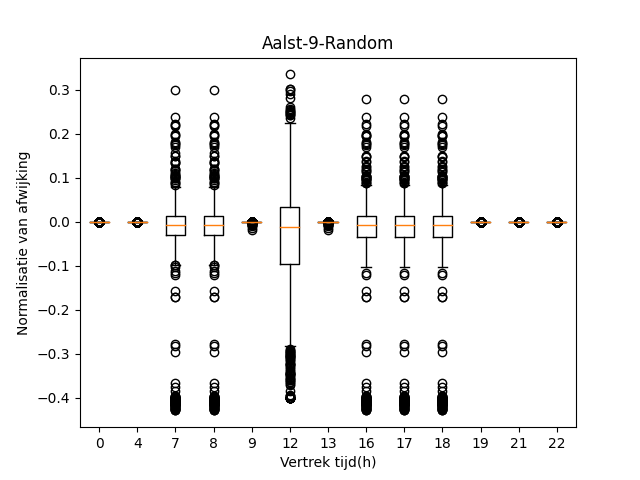 Aalst-9-Random
Normalisatie van afwijking
0.3
0.2
0.1
0.0
−0.1
−0.2
−0.3
−0.4
0 4 7 8 9 12 13 16 17 18 19 21 22
Vertrek tijd(h)